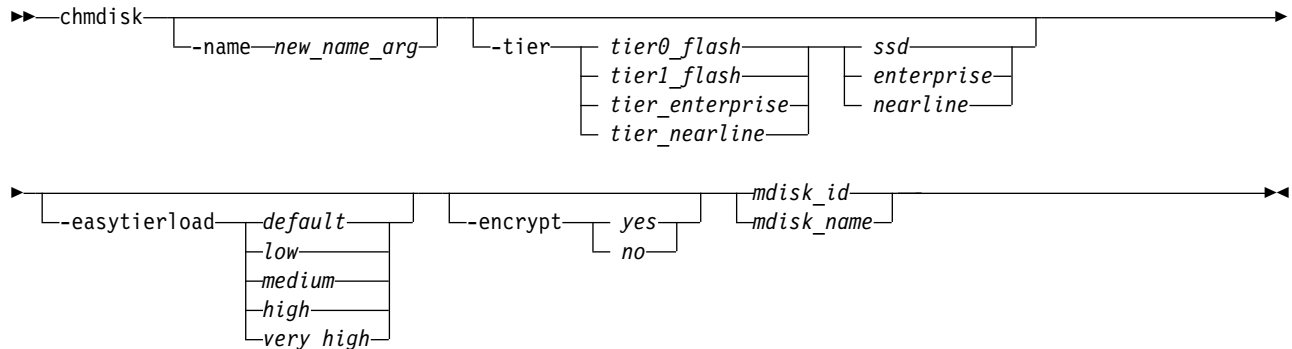 chmdisk -name new_name_arg -tier tier0_flash ssd
tier1_flash enterprise
tier_enterprise nearline
tier_nearline
-easytierload default -encrypt yes mdisk_id
low no mdisk_name
medium
high
very high